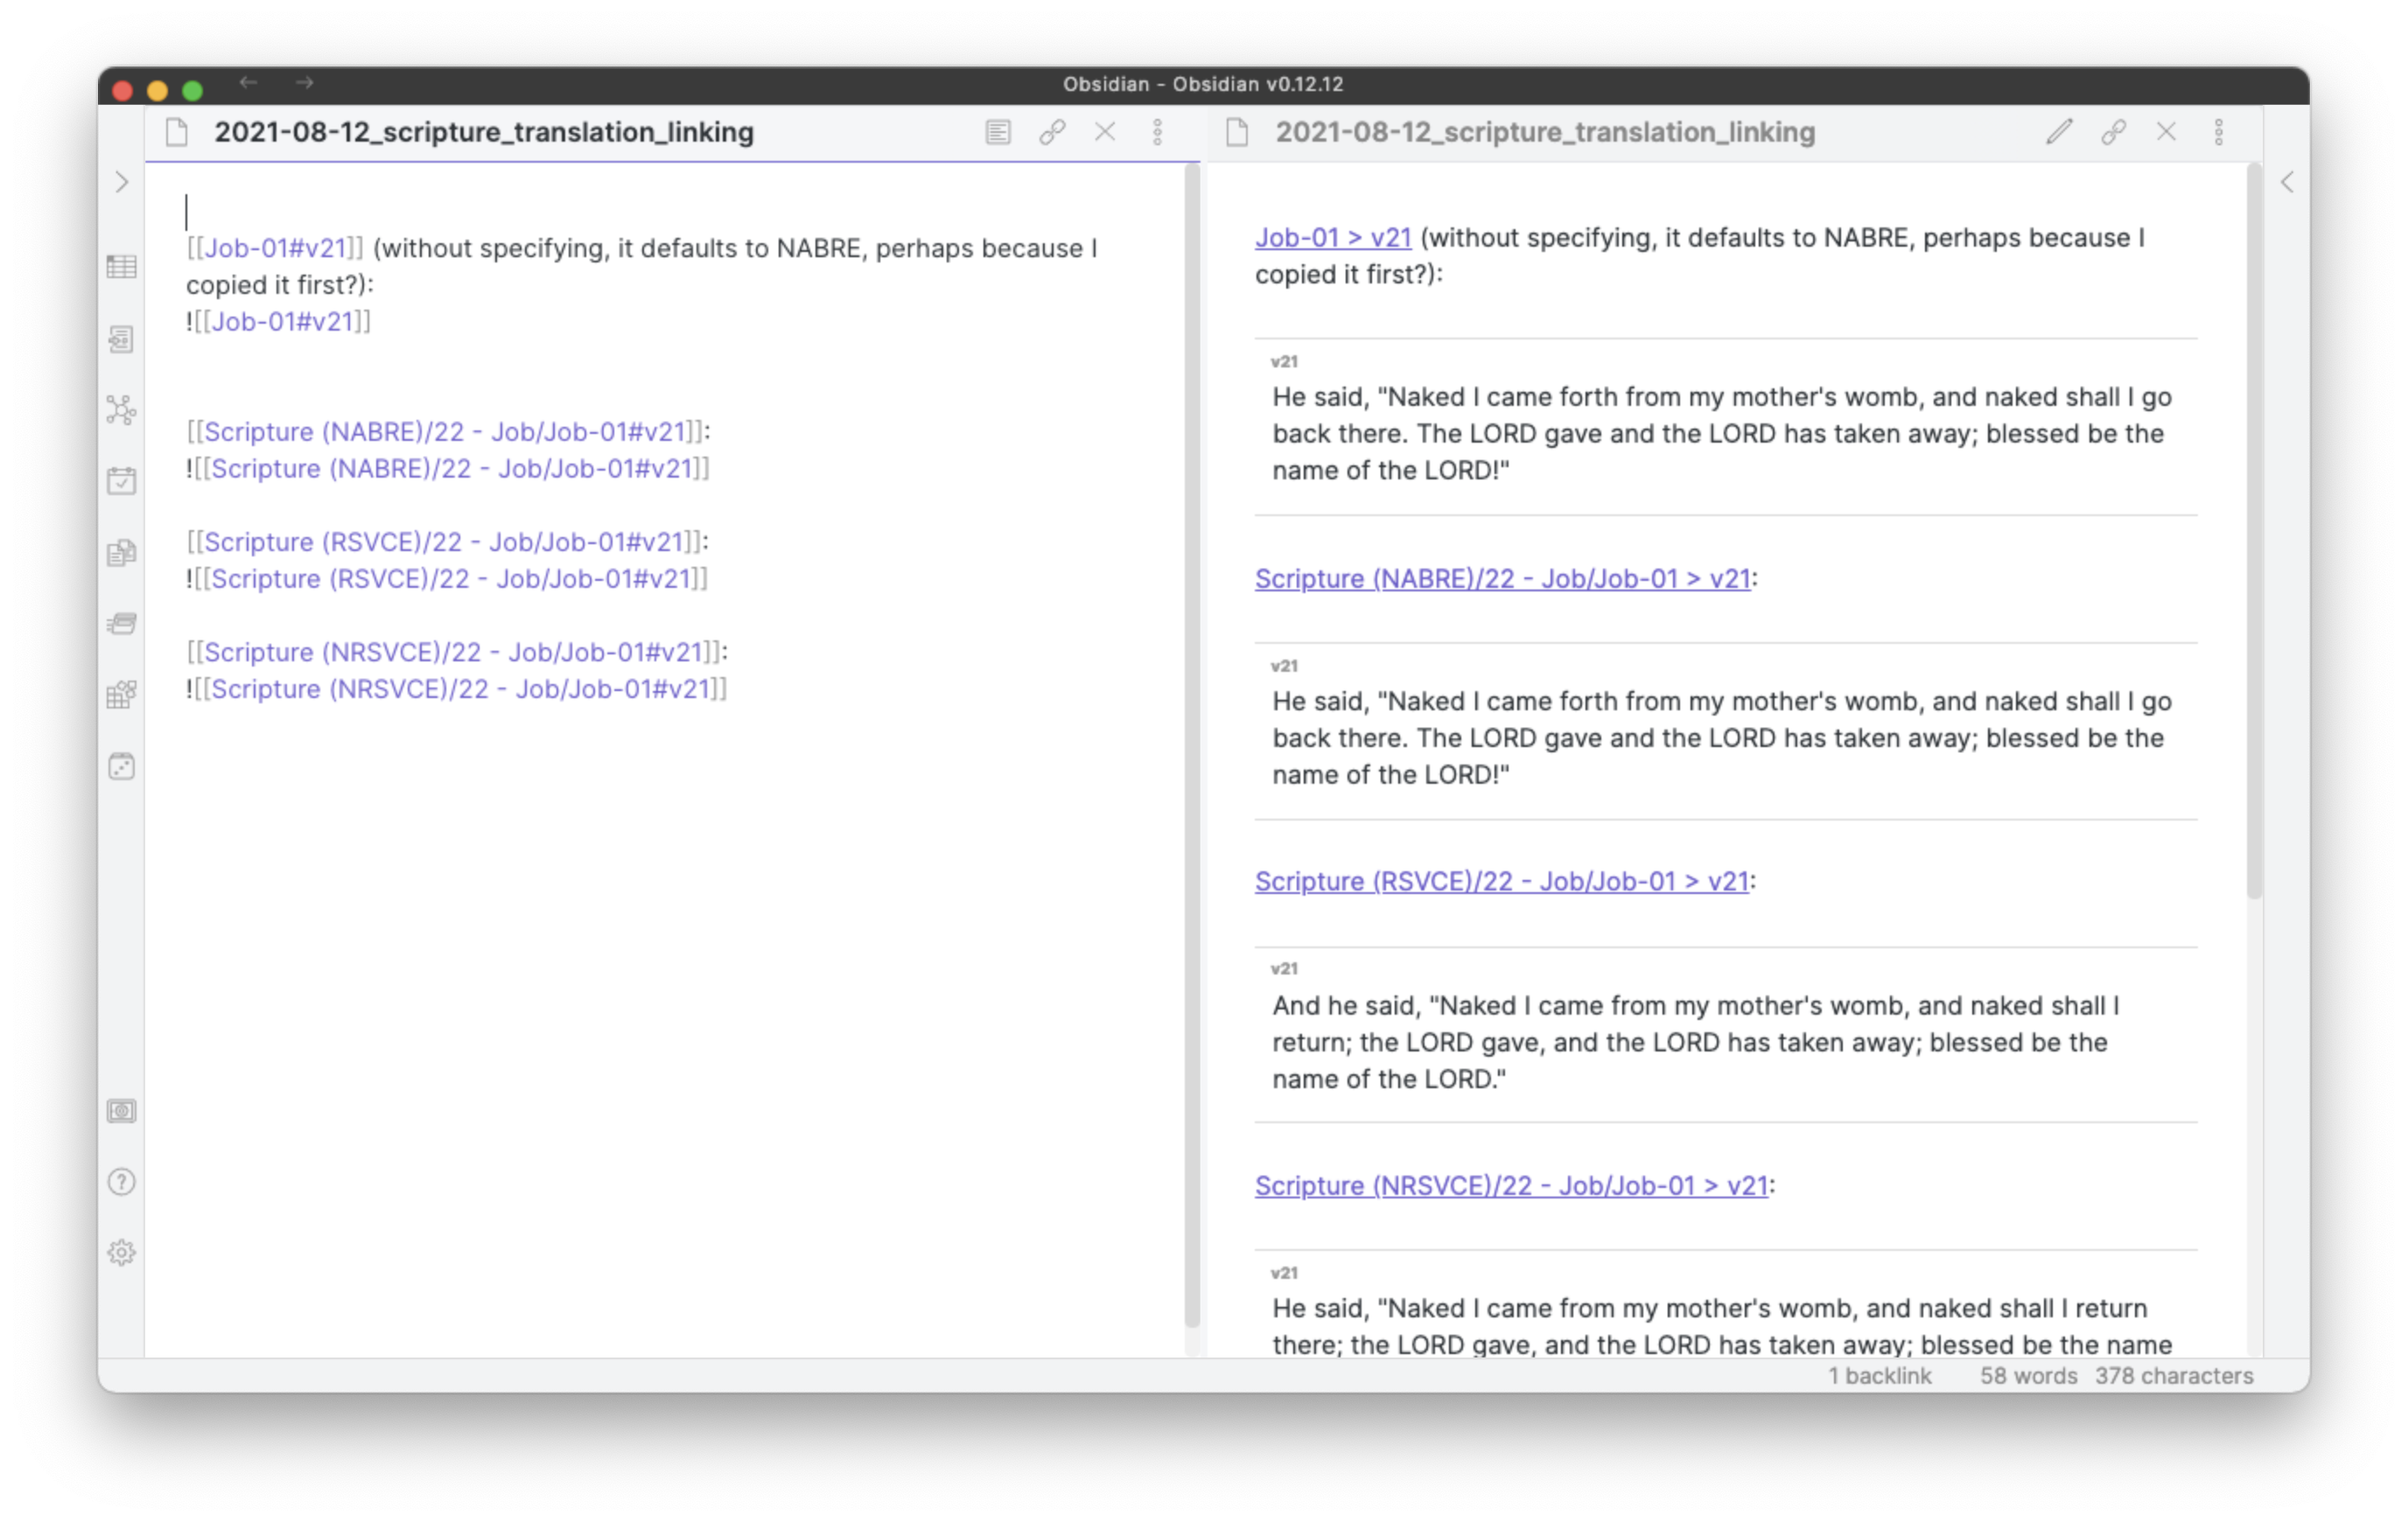 Obsidian - Obsidian v0.12.12
2021-08-12_scripture_translation_linking
[[Job-01#v21]] (without specifying, it defaults to NABRE, perhaps because I
copied it first?):
![[Job-01#v21]]
[[Scripture (NABRE)/22 - Job/Job-01#v21]]:
![[Scripture (NABRE)/22 - Job/Job-01#v21]]
[[Scripture (RSVCE)/22 - Job/Job-01#v21]]:
![[Scripture (RSVCE)/22 - Job/Job-01#v21]]
[[Scripture (NRSVCE)/22 - Job/Job-01#v21]]:
![[Scripture (NRSVCE)/22 - Job/Job-01#v21]]
2021-08-12_scripture_translation_linking
Job-01 > v21 (without specifying, it defaults to NABRE, perhaps because I
copied it first?):
v21
He said, "Naked I came forth from my mother's womb, and naked shall I go
back there. The LORD gave and the LORD has taken away; blessed be the
name of the LORD!"
Scripture (NABRE)/22 - Job/Job-01 > v21:
v21
He said, "Naked I came forth from my mother's womb, and naked shall I go
back there. The LORD gave and the LORD has taken away; blessed be the
name of the LORD!"
Scripture (RSVCE)/22 - Job/Job-01 > v21:
v21
And he said, "Naked I came from my mother's womb, and naked shall I
return; the LORD gave, and the LORD has taken away; blessed be the
name of the LORD."
Scripture (NRSVCE)/22 - Job/Job-01 > v21:
v21
He said, "Naked I came from my mother's womb, and naked shall I return
there; the LORD gave, and the LORD has taken away; blessed be the name
1 backlink 58 words 378 characters